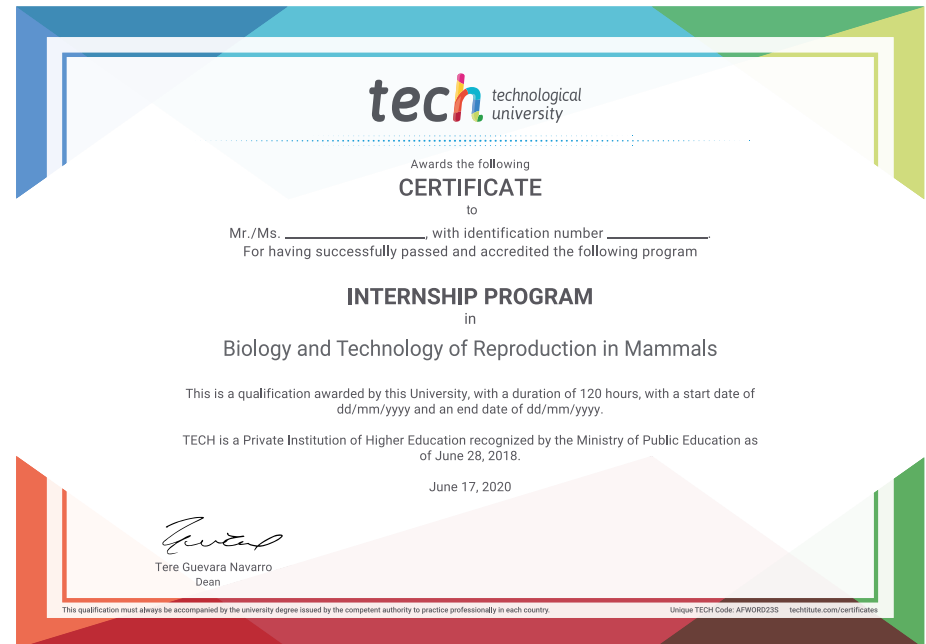 tech technological
university
Awards the following
CERTIFICATE
to
Mr./Ms. ____________________, with identification number ______________.
For having successfully passed and accredited the following program
INTERNSHIP PROGRAM
in
Biology and Technology of Reproduction in Mammals
This is a qualification awarded by this University, with a duration of 120 hours, with a start date of
dd/mm/yyyy and an end date of dd/mm/yyyy.
TECH is a Private Institution of Higher Education recognized by the Ministry of Public Education as
of June 28, 2018.
June 17, 2020
Tere Guevara Navarro
Dean
This qualification must always be accompanied by the university degree issued by the competent authority to practice professionally in each country. Unique TECH Code: AFWORD23S techtitute.com/certificates